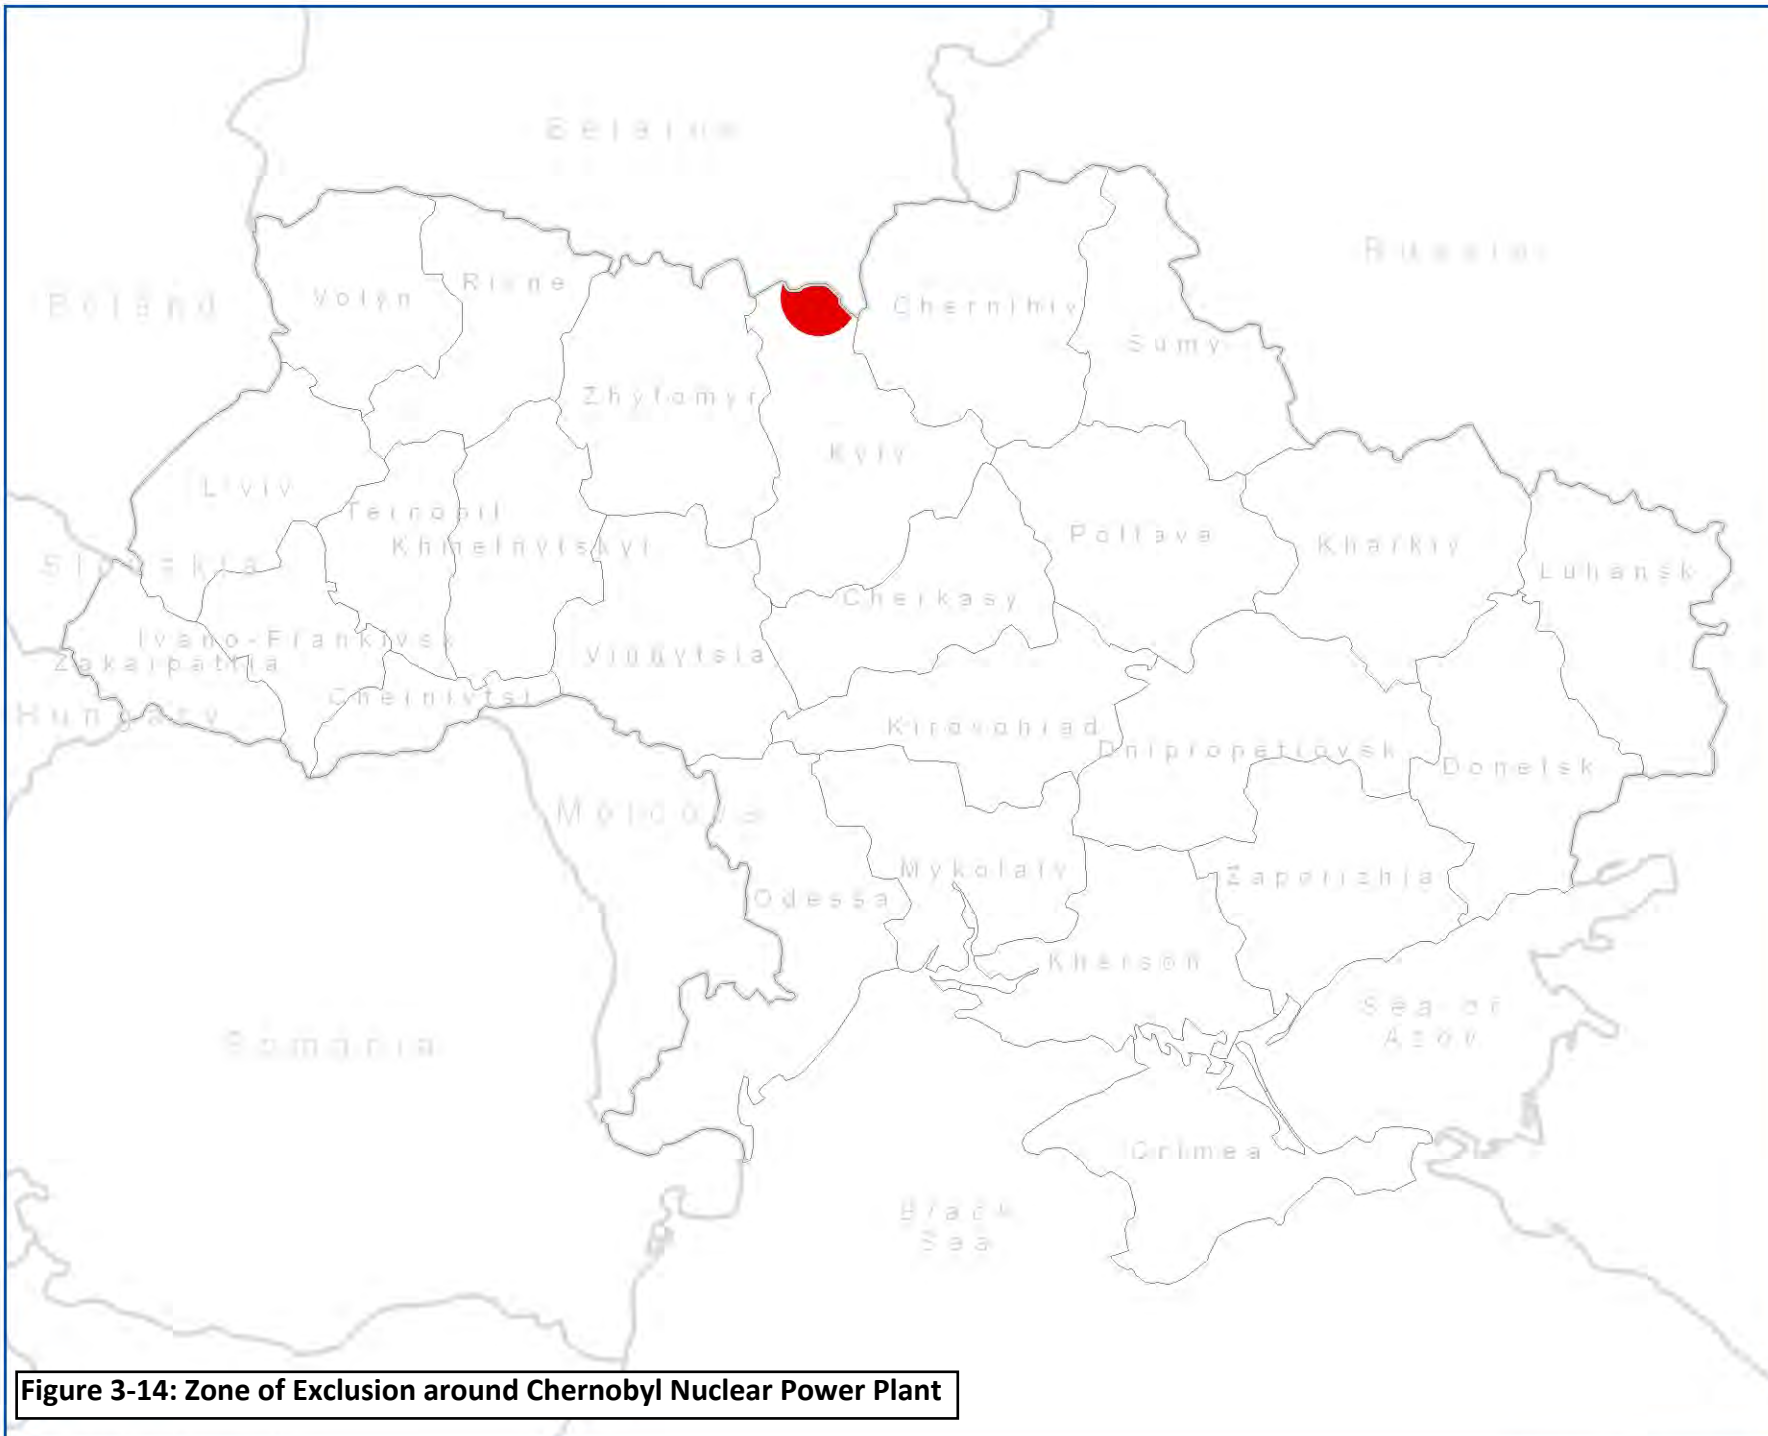 Belarus
Russia
Poland
Volyn
Rivne
Chernihiv
Sumy
Zhytomyr
Kyiv
L'viv
Ternopil
Khmelnytskyi
Poltava
Kharkiv
Luhansk
Slovakia
Cherkasy
Ivano-Frankivsk
Zakarpattia
Vinnytsia
Chernivtsi
Hungary
Kirovohrad
Dnipropetrovsk
Donetsk
Moldova
Mykolaiv
Zaporizhia
Odessa
Kherson
Sea of
Azov
Romania
Crimea
Black
Sea
Figure 3-14: Zone of Exclusion around Chernobyl Nuclear Power Plant